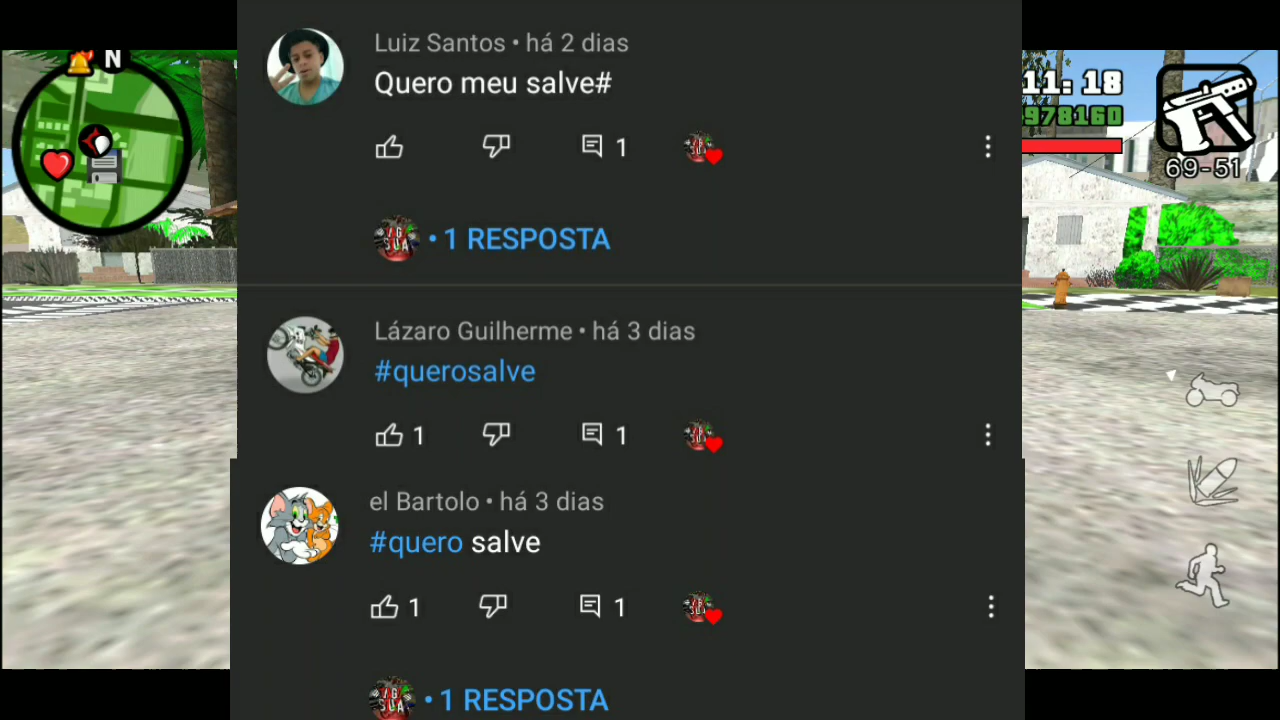 N
11: 18
978160
69-51
Luiz Santos • há 2 dias
Quero meu salve#
1
• 1 RESPOSTA
Lázaro Guilherme • há 3 dias
#querosalve
1
1
el Bartolo • há 3 dias
#quero salve
1
1
• 1 RESPOSTA